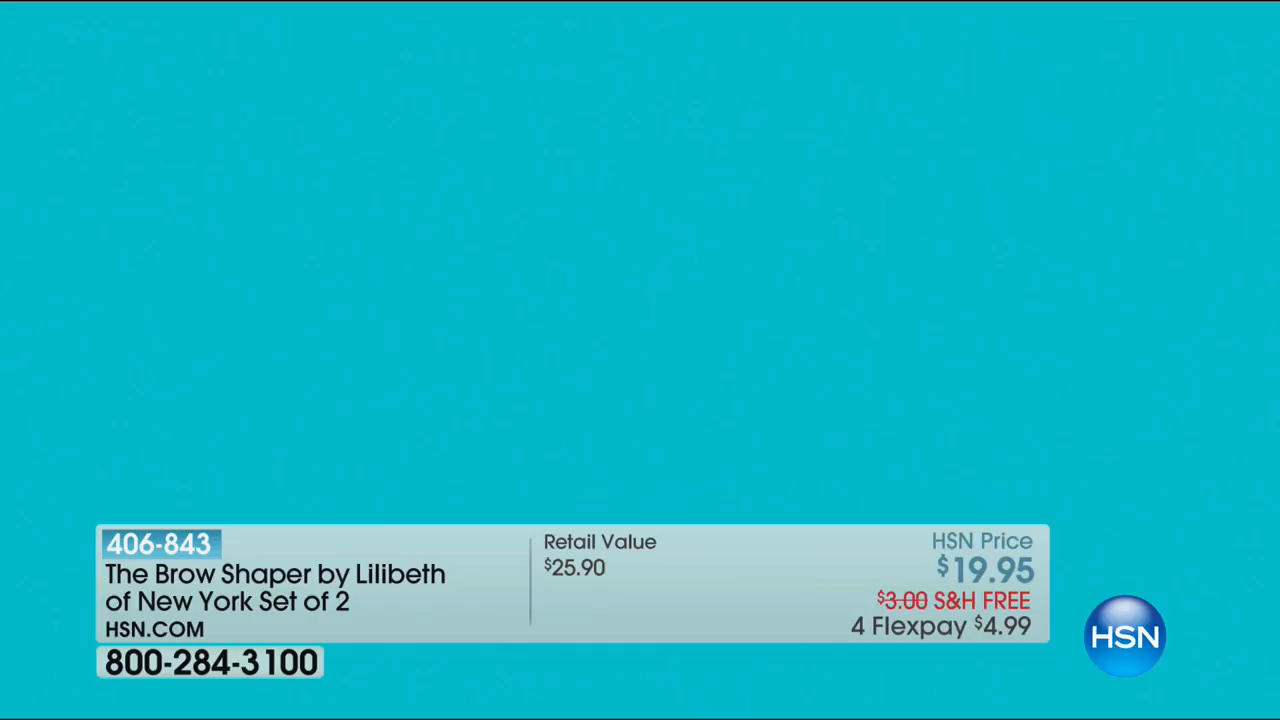 406-843
The Brow Shaper by Lilibeth
of New York Set of 2
HSN.COM
800-284-3100
Retail Value
$25.90
HSN Price
$19.95
$3.00 S&H FREE
4 Flexpay $4.99
HSN